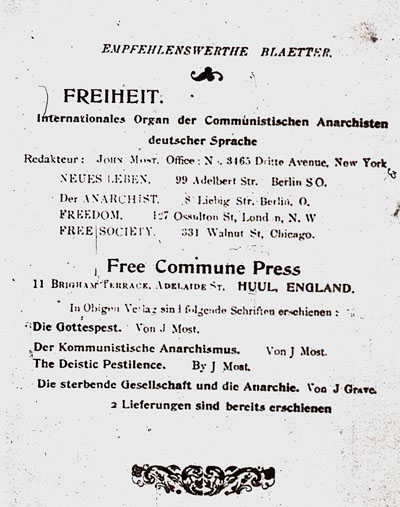 EMPFEHLENSWERTHE BLAETTER.
FREIHEIT.
Internationales Organ der Communistischen Anarchisten
deutscher Sprache
Redakteur: JOHN MOST. Office: No. 3465 Dritte Avenue, New York
NEUES LEBEN. 99 Adelbert Str. Berlin SO.
Der ANARCHIST. 8 Liebig Str. Berlin. O.
FREEDOM. 127 Ossulton St, London, N. W
FREE SOCIETY. 331 Walnut St, Chicago.
Free Commune Press
11 BRIGHAM TERRACE, ADELAIDE ST. HUUL, ENGLAND.
In Obigen Verlag sind folgende Schriften erschienen:
Die Gottespest. Von J Most.
Der Kommunistische Anarchismus. Von J Most.
The Deistic Pestilence. By J Most.
Die sterbende Gesellschaft und die Anarchie. Von J Grave.
2 Lieferungen sind bereits erschienen